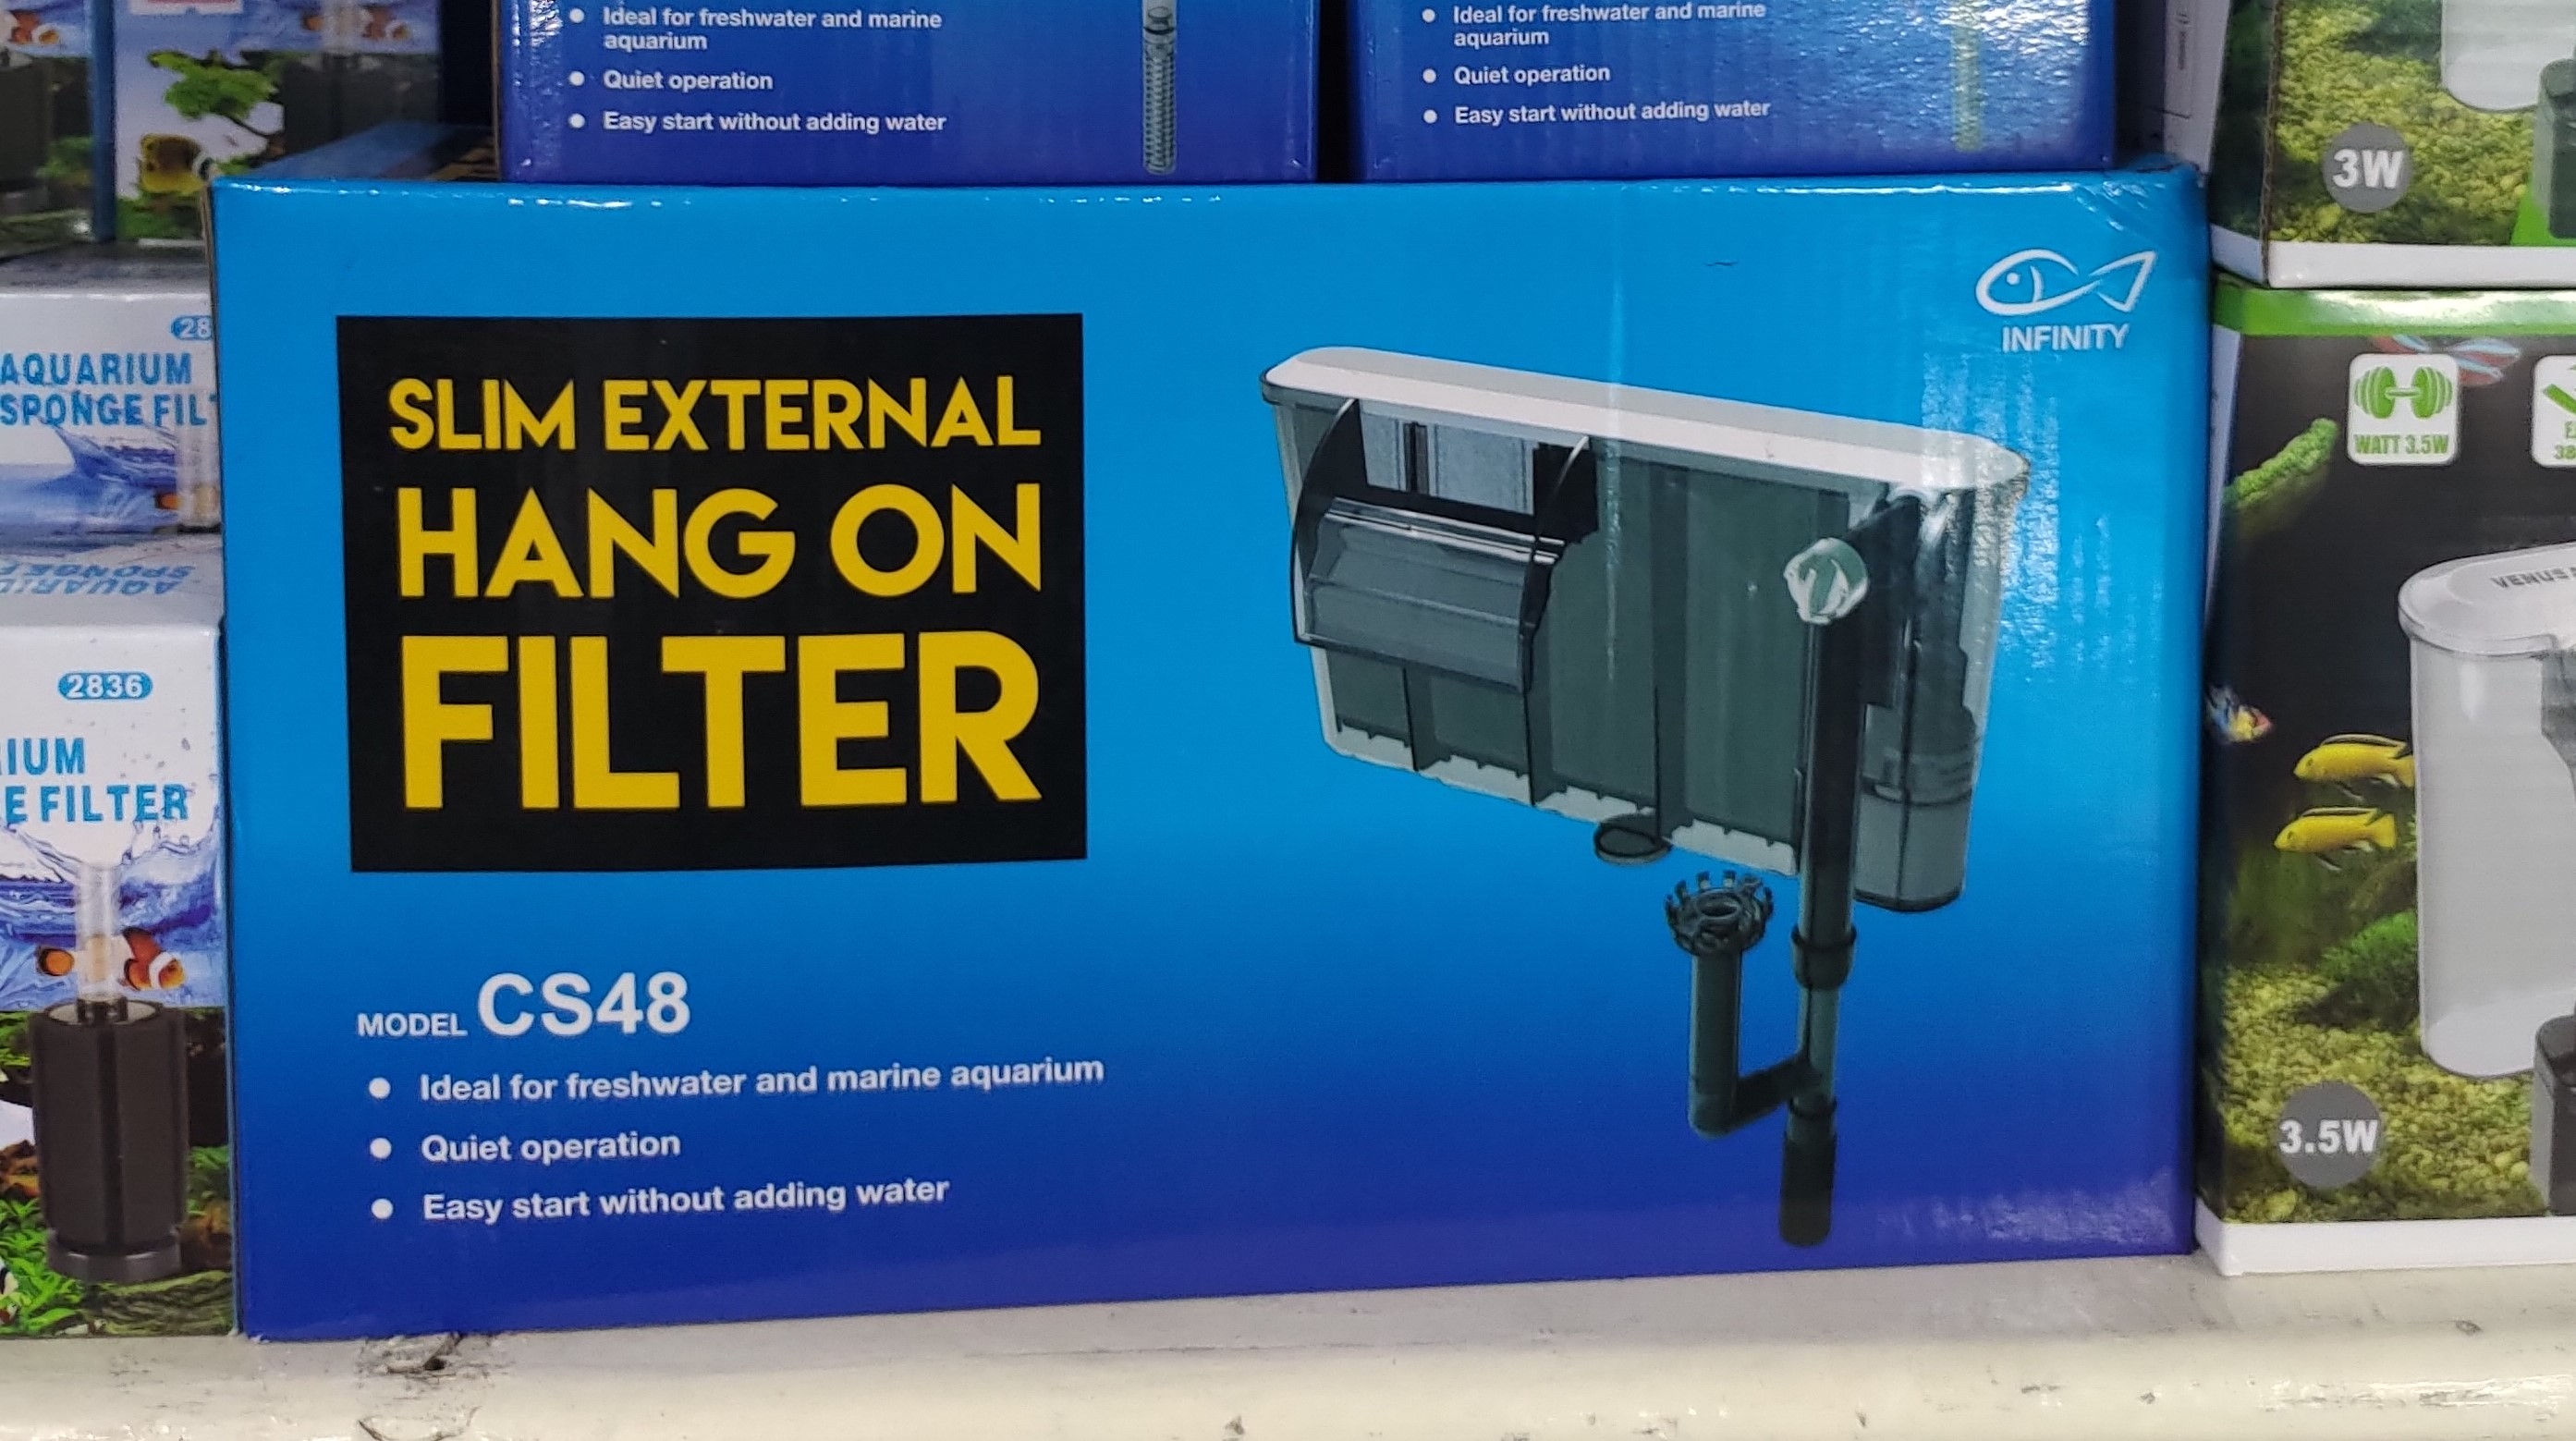 Ideal for freshwater and marine
aquarium
Quiet operation
Easy start without adding water
Ideal for freshwater and marine
aquarium
Quiet operation
Easy start without adding water
3W
28
AQUARIUM
SPONGE FIL
2836
IUM
E FILTER
INFINITY
SLIM EXTERNAL
HANG ON
FILTER
MODEL CS48
Ideal for freshwater and marine aquarium
Quiet operation
Easy start without adding water
WATT 3.5W
38
VENUS
3.5W